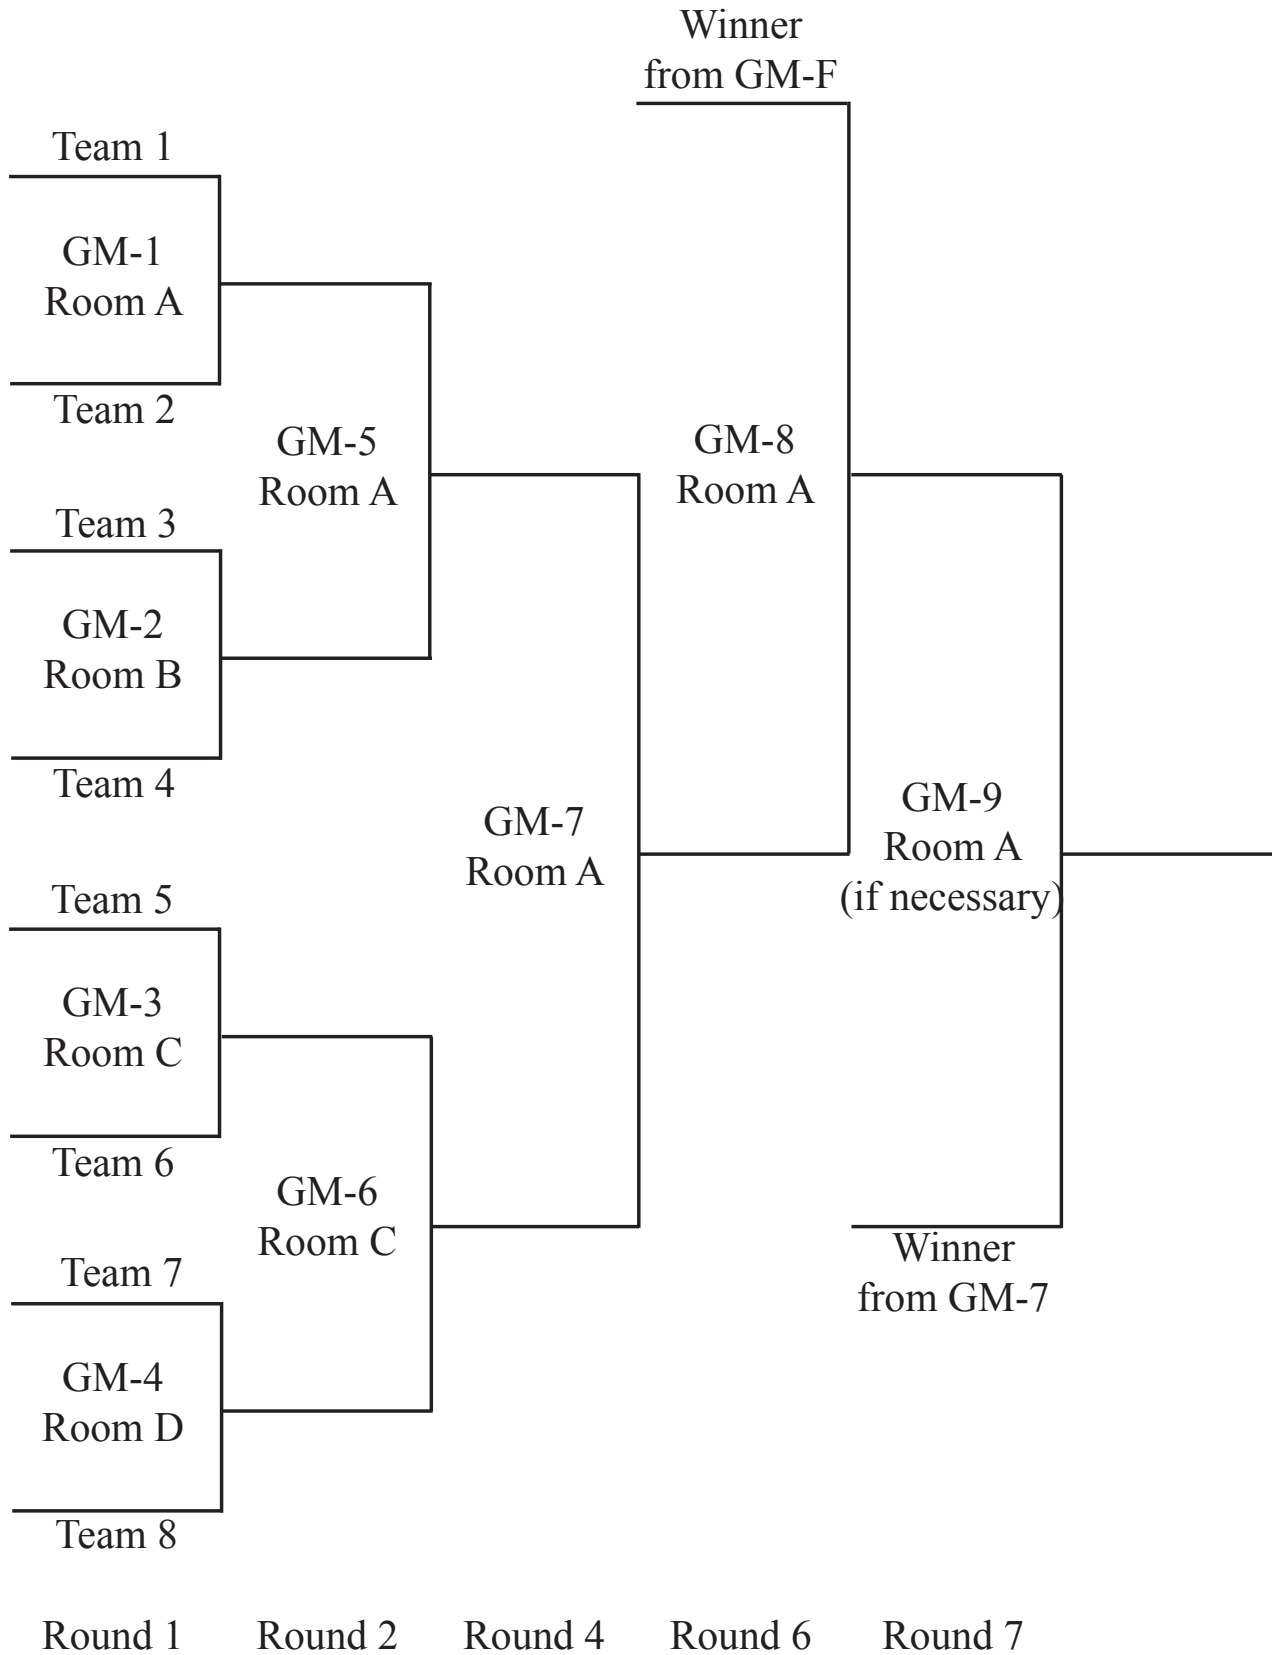 Winner
from GM-F
Team 1
GM-1
Room A
Team 2
GM-5
Room A
GM-8
Room A
Team 3
GM-2
Room B
Team 4
GM-7
Room A
GM-9
Room A
(if necessary)
Team 5
GM-3
Room C
Team 6
GM-6
Room C
Winner
from GM-7
Team 7
GM-4
Room D
Team 8
Round 1 Round 2 Round 4 Round 6 Round 7